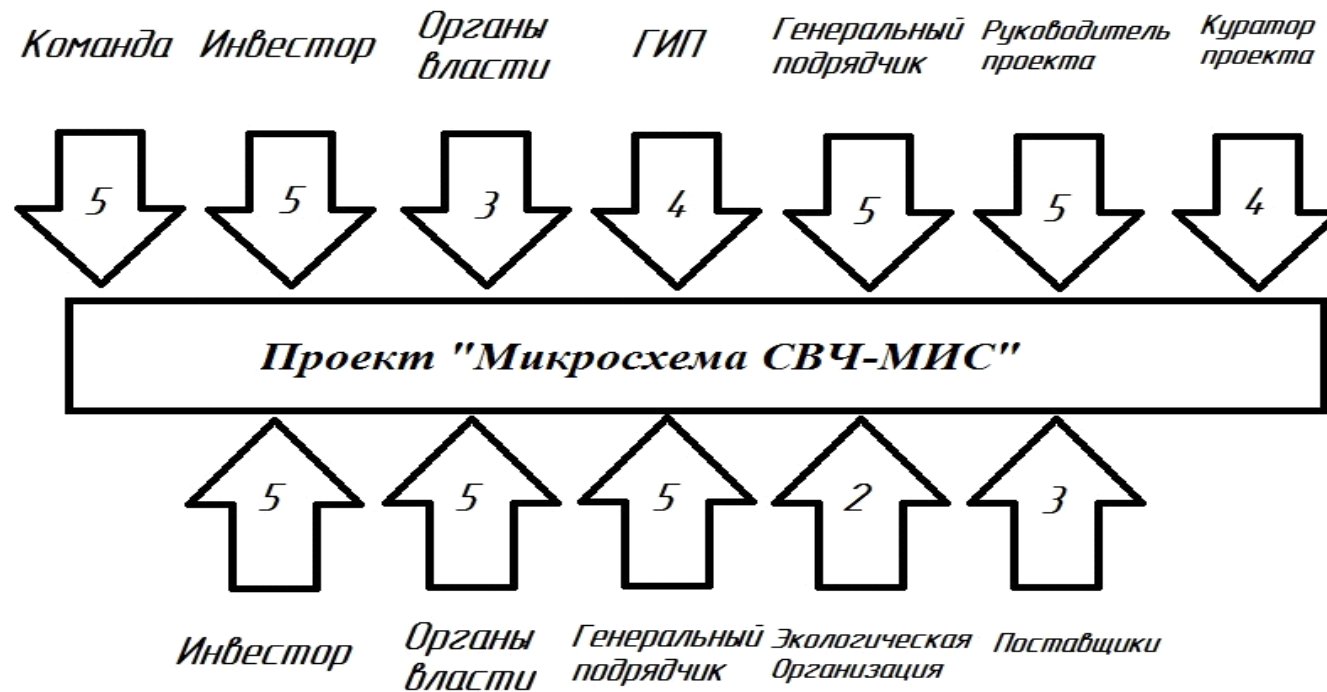 Команда
Инвестор
Органы
власти
ГИП
Генеральный
подрядчик
Руководитель
проекта
Куратор
проекта
5
5
3
4
5
5
4
Проект "Микросхема СВЧ-МИС"
5
5
5
2
3
Инвестор
Органы
власти
Генеральный
подрядчик
Экологическая
Организация
Поставщики